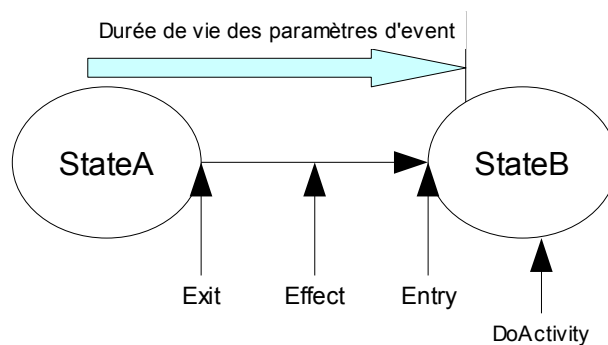 Durée de vie des paramètres d'event
StateA
StateB
Exit
Effect
Entry
DoActivity